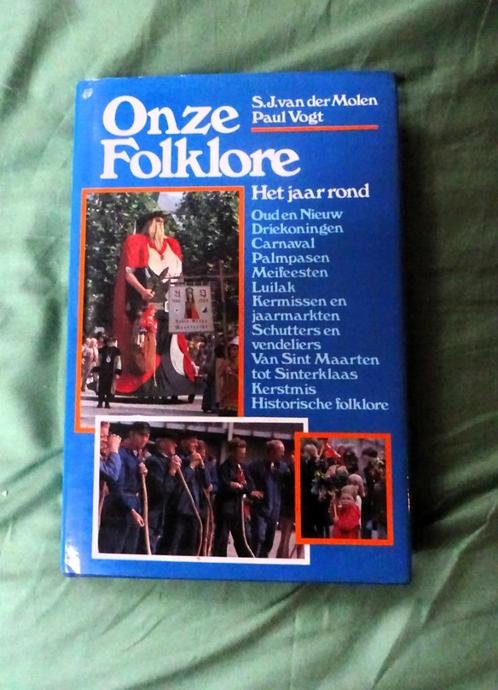 Onze
Folklore
S.J. van der Molen
Paul Vogt
Het jaar rond
Oud en Nieuw
Driekoningen
Carnaval
Palmpasen
Meifeesten
Luilak
Kermissen en
jaarmarkten
Schutters en
vendeliers
Van Sint Maarten
tot Sinterklaas
Kerstmis
Historische folklore